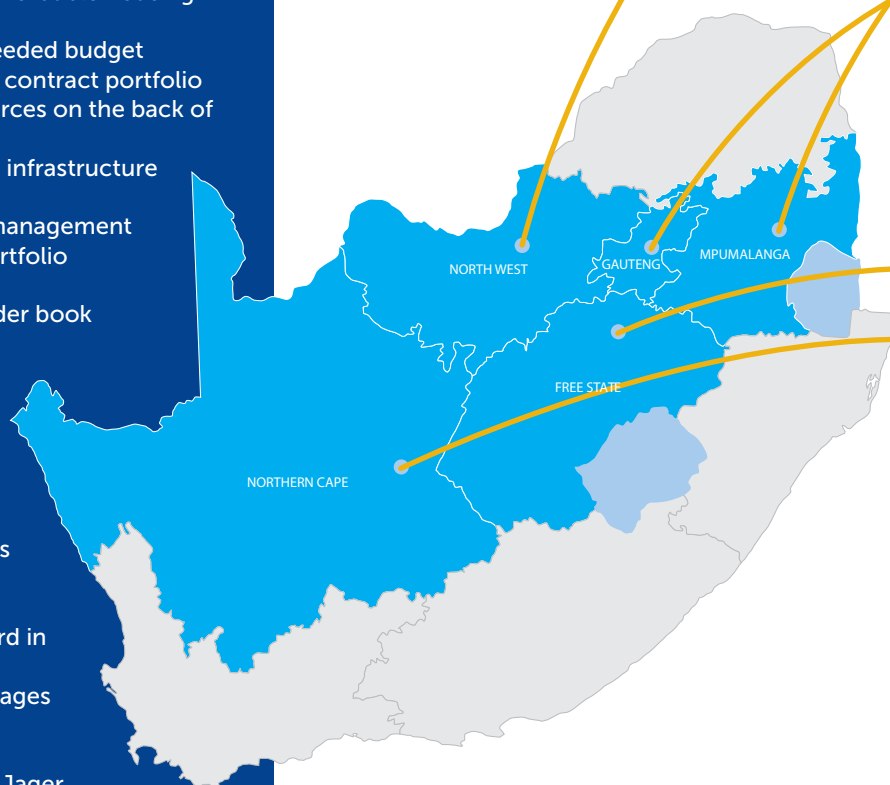 eeded budget
contract portfolio
rces on the back of
infrastructure
management
rtfolio
der book
s
rd in
ages
NORTH WEST
GAUTENG
MPUMALANGA
FREE STATE
NORTHERN CAPE